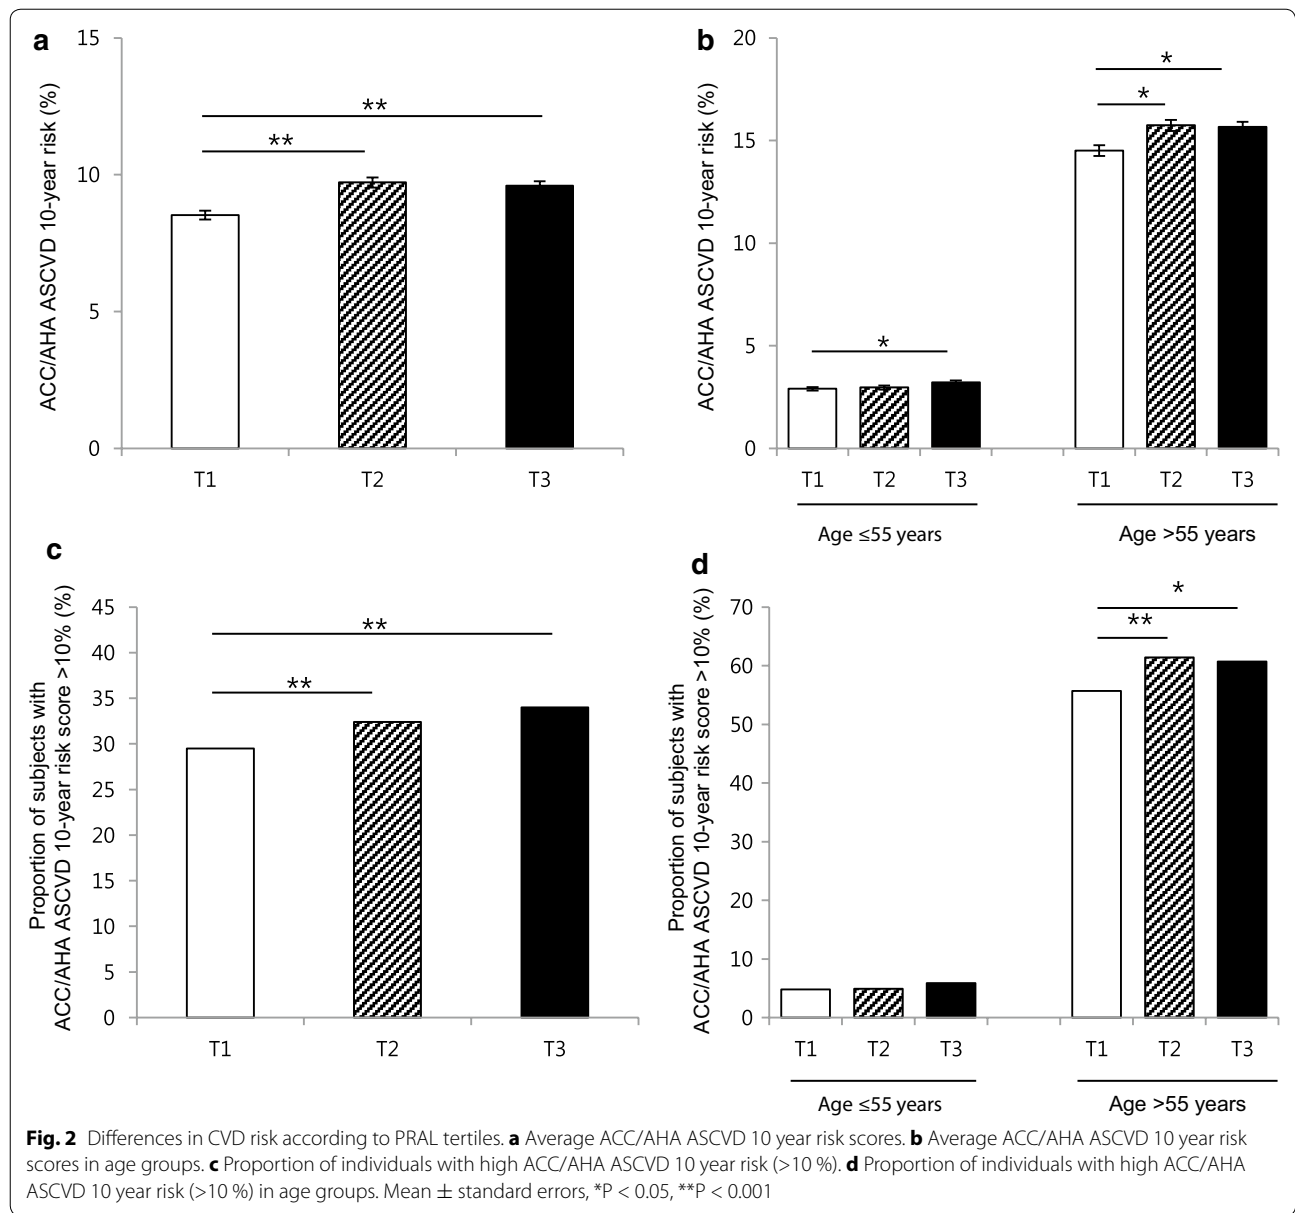 a
ACC/AHA ASCVD 10-year risk (%)
15
10
5
0
**
**
T1 T2 T3
b
ACC/AHA ASCVD 10-year risk (%)
20
15
10
5
0
*
*
*
T1 T2 T3 T1 T2 T3
Age ≤55 years Age >55 years
c
Proportion of subjects with
ACC/AHA ASCVD 10-year risk score >10% (%)
45
40
35
30
25
20
15
10
5
0
**
**
T1 T2 T3
d
Proportion of subjects with
ACC/AHA ASCVD 10-year risk score >10% (%)
70
60
50
40
30
20
10
0
*
**
T1 T2 T3 T1 T2 T3
Age ≤55 years Age >55 years
Fig. 2 Differences in CVD risk according to PRAL tertiles. a Average ACC/AHA ASCVD 10 year risk scores. b Average ACC/AHA ASCVD 10 year risk
scores in age groups. c Proportion of individuals with high ACC/AHA ASCVD 10 year risk (>10 %). d Proportion of individuals with high ACC/AHA
ASCVD 10 year risk (>10 %) in age groups. Mean ± standard errors, *P < 0.05, **P < 0.001